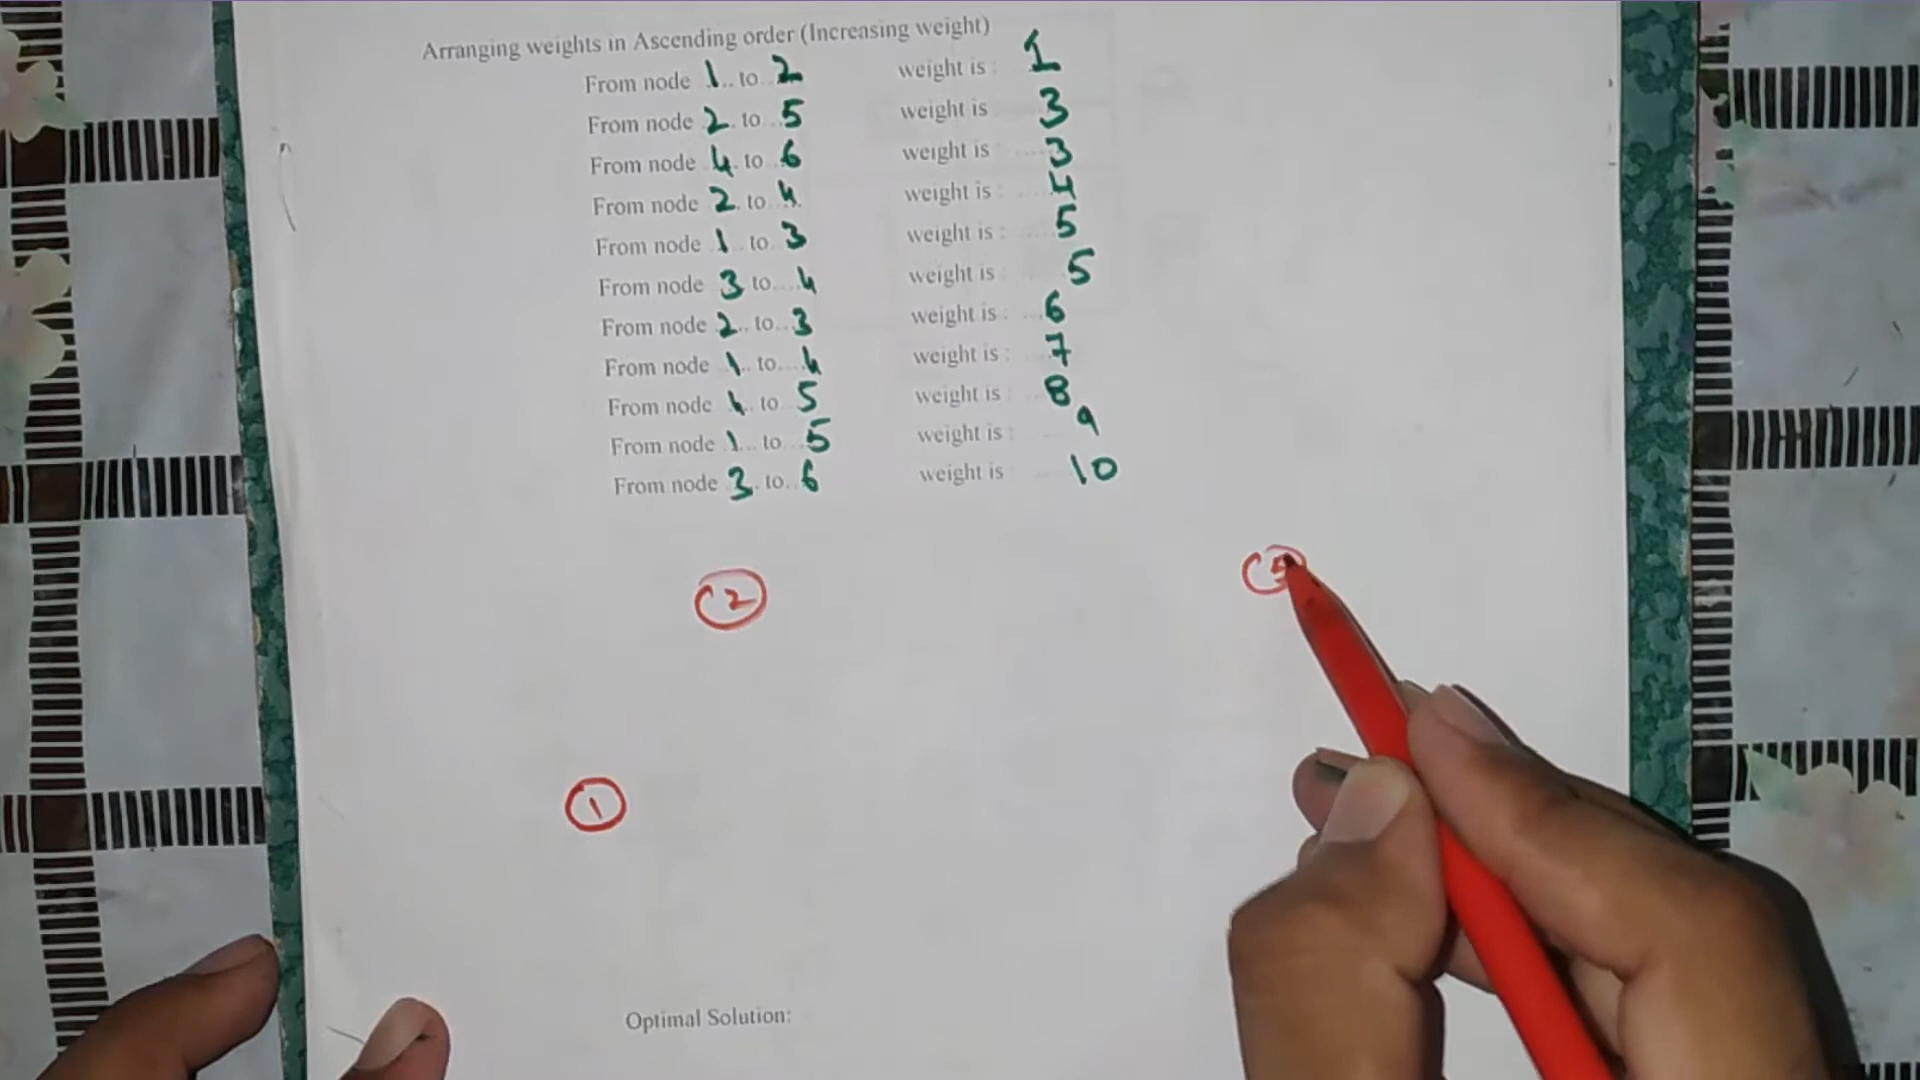 Arranging weights in Ascending order (Increasing weight)
From node 1 to 2 weight is : 1
From node 2 to 5 weight is 3
From node 4 to 6 weight is 3
From node 2 to 4 weight is : 4
From node 1 to 3 weight is : 5
From node 3 to 4 weight is 5
From node 2 to 3 weight is : 6
From node 1 to 4 weight is : 7
From node 4 to 5 weight is : 8
From node 1 to 5 weight is : 9
From node 3 to 6 weight is 10
2
5
1
Optimal Solution: